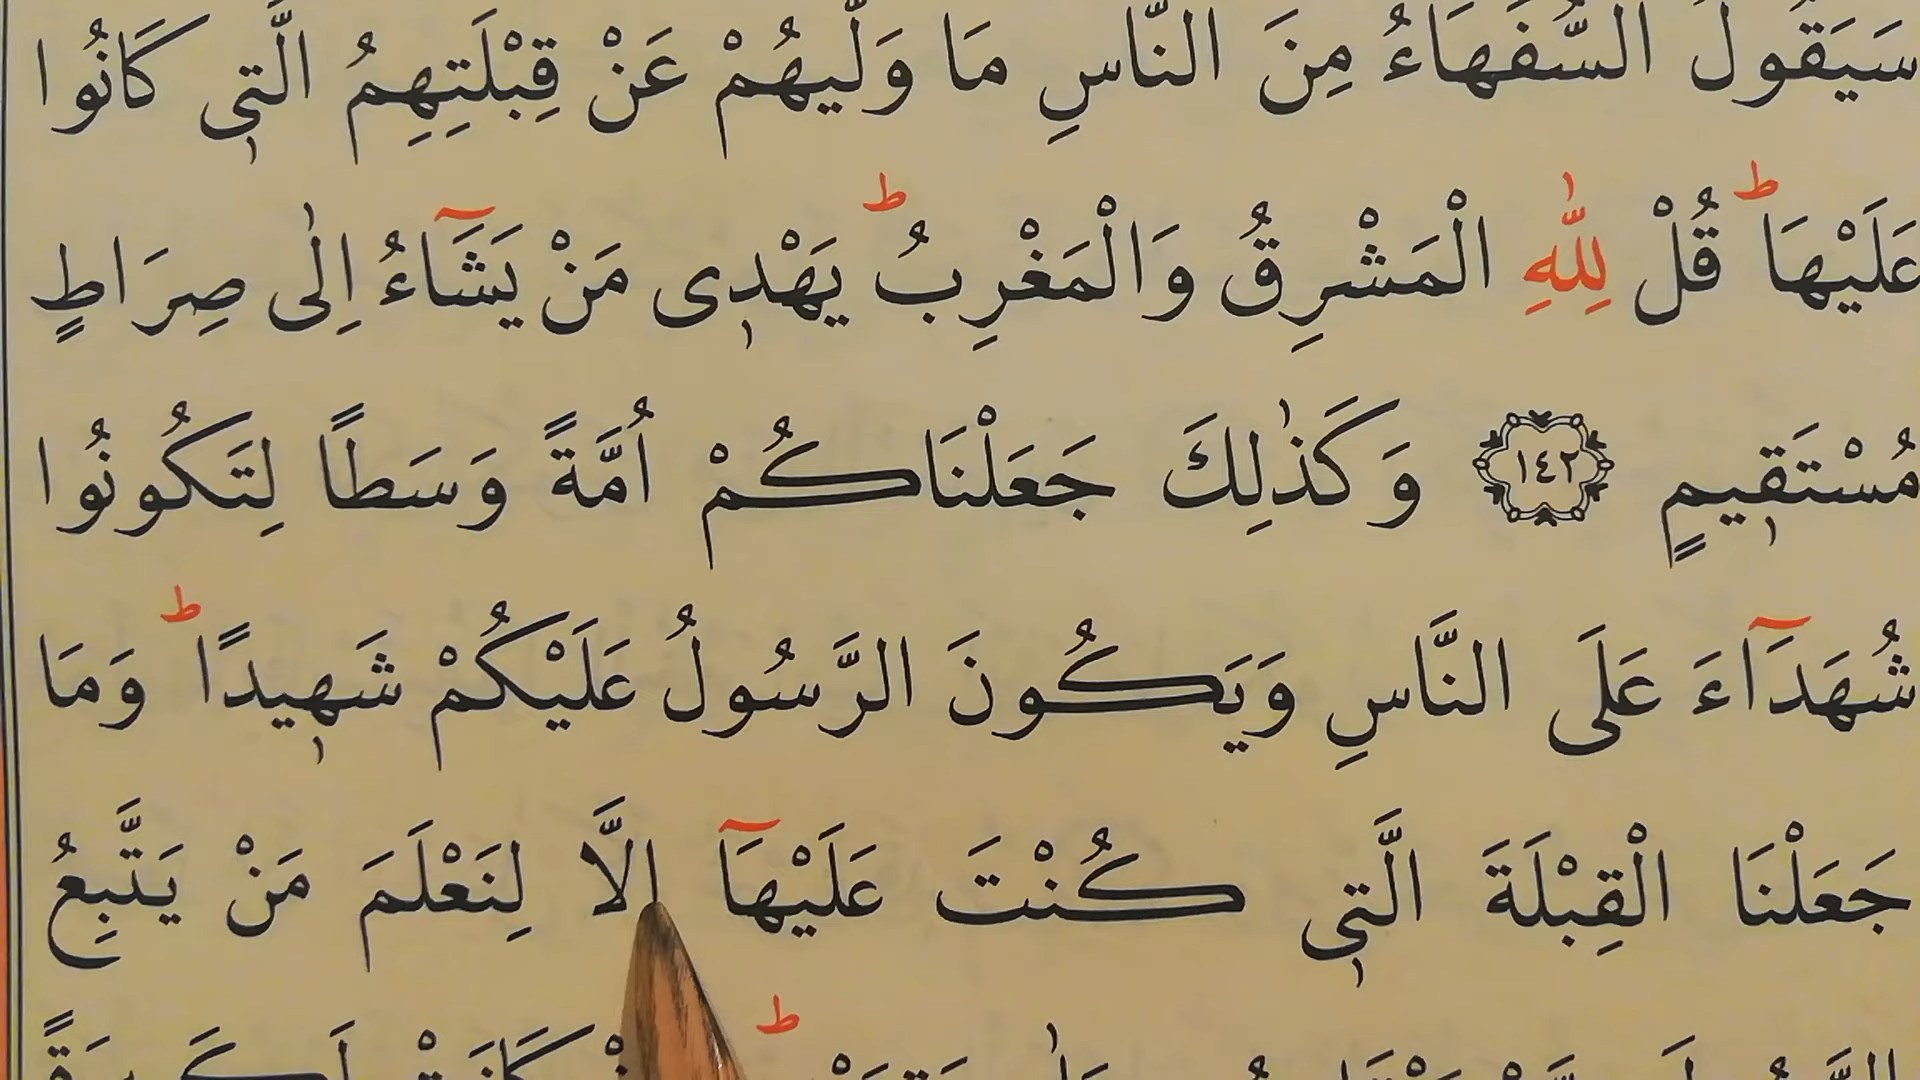 سَيَقُولُ السُّفَهَاءُ مِنَ النَّاسِ مَا وَلّٰيهُمْ عَنْ قِبْلَتِهِمُ الَّتٖى كَانُوا
عَلَيْهَا ؕ قُلْ لِلّٰهِ الْمَشْرِقُ وَالْمَغْرِبُ ؕ يَهْدٖى مَنْ يَشَٓاءُ اِلٰى صِرَاطٍ
مُسْتَقٖيمٍ ١٤٢ وَكَذٰلِكَ جَعَلْنَاكُمْ اُمَّةً وَسَطًا لِتَكُونُوا
شُهَدَٓاءَ عَلَى النَّاسِ وَيَكُونَ الرَّسُولُ عَلَيْكُمْ شَهٖيدًا ؕ وَمَا
جَعَلْنَا الْقِبْلَةَ الَّتٖى كُنْتَ عَلَيْهَٓا اِلَّا لِنَعْلَمَ مَنْ يَتَّبِعُ